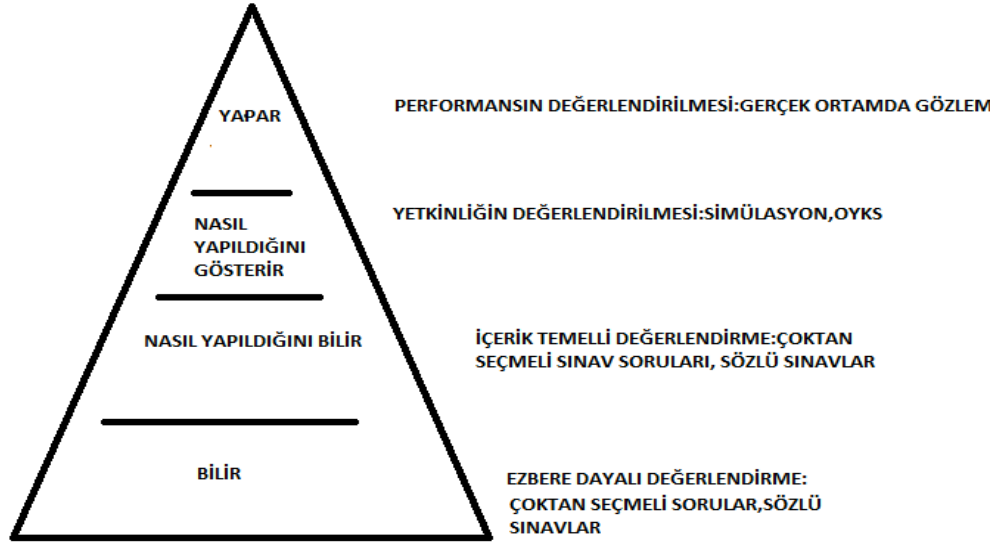 YAPAR
PERFORMANSIN DEĞERLENDİRİLMESİ:GERÇEK ORTAMDA GÖZLEM
NASIL
YAPILDIĞINI
GÖSTERİR
YETKİNLİĞİN DEĞERLENDİRİLMESİ:SİMÜLASYON,OYKS
NASIL YAPILDIĞINI BİLİR
İÇERİK TEMELLİ DEĞERLENDİRME:ÇOKTAN
SEÇMELİ SINAV SORULARI, SÖZLÜ SINAVLAR
BİLİR
EZBERE DAYALI DEĞERLENDİRME:
ÇOKTAN SEÇMELİ SORULAR,SÖZLÜ
SINAVLAR